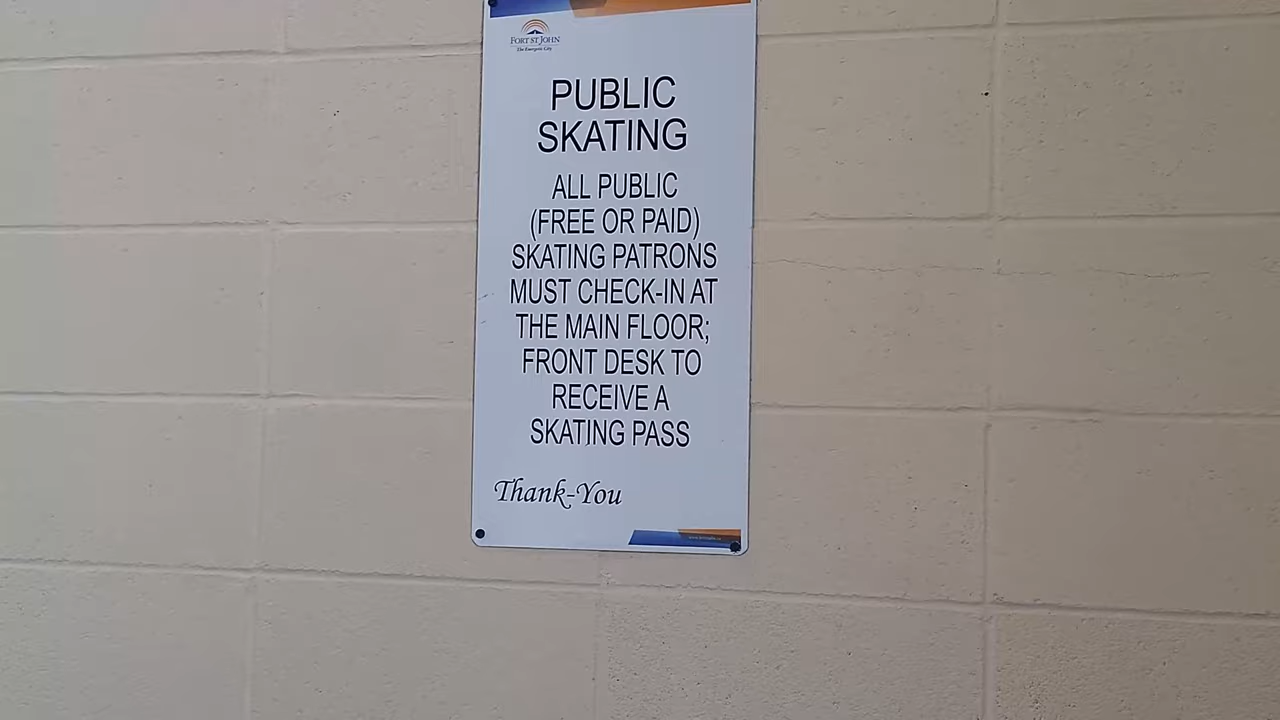 FORT ST JOHN
The Energetic City
PUBLIC
SKATING
ALL PUBLIC
(FREE OR PAID)
SKATING PATRONS
MUST CHECK-IN AT
THE MAIN FLOOR;
FRONT DESK TO
RECEIVE A
SKATING PASS
Thank-You